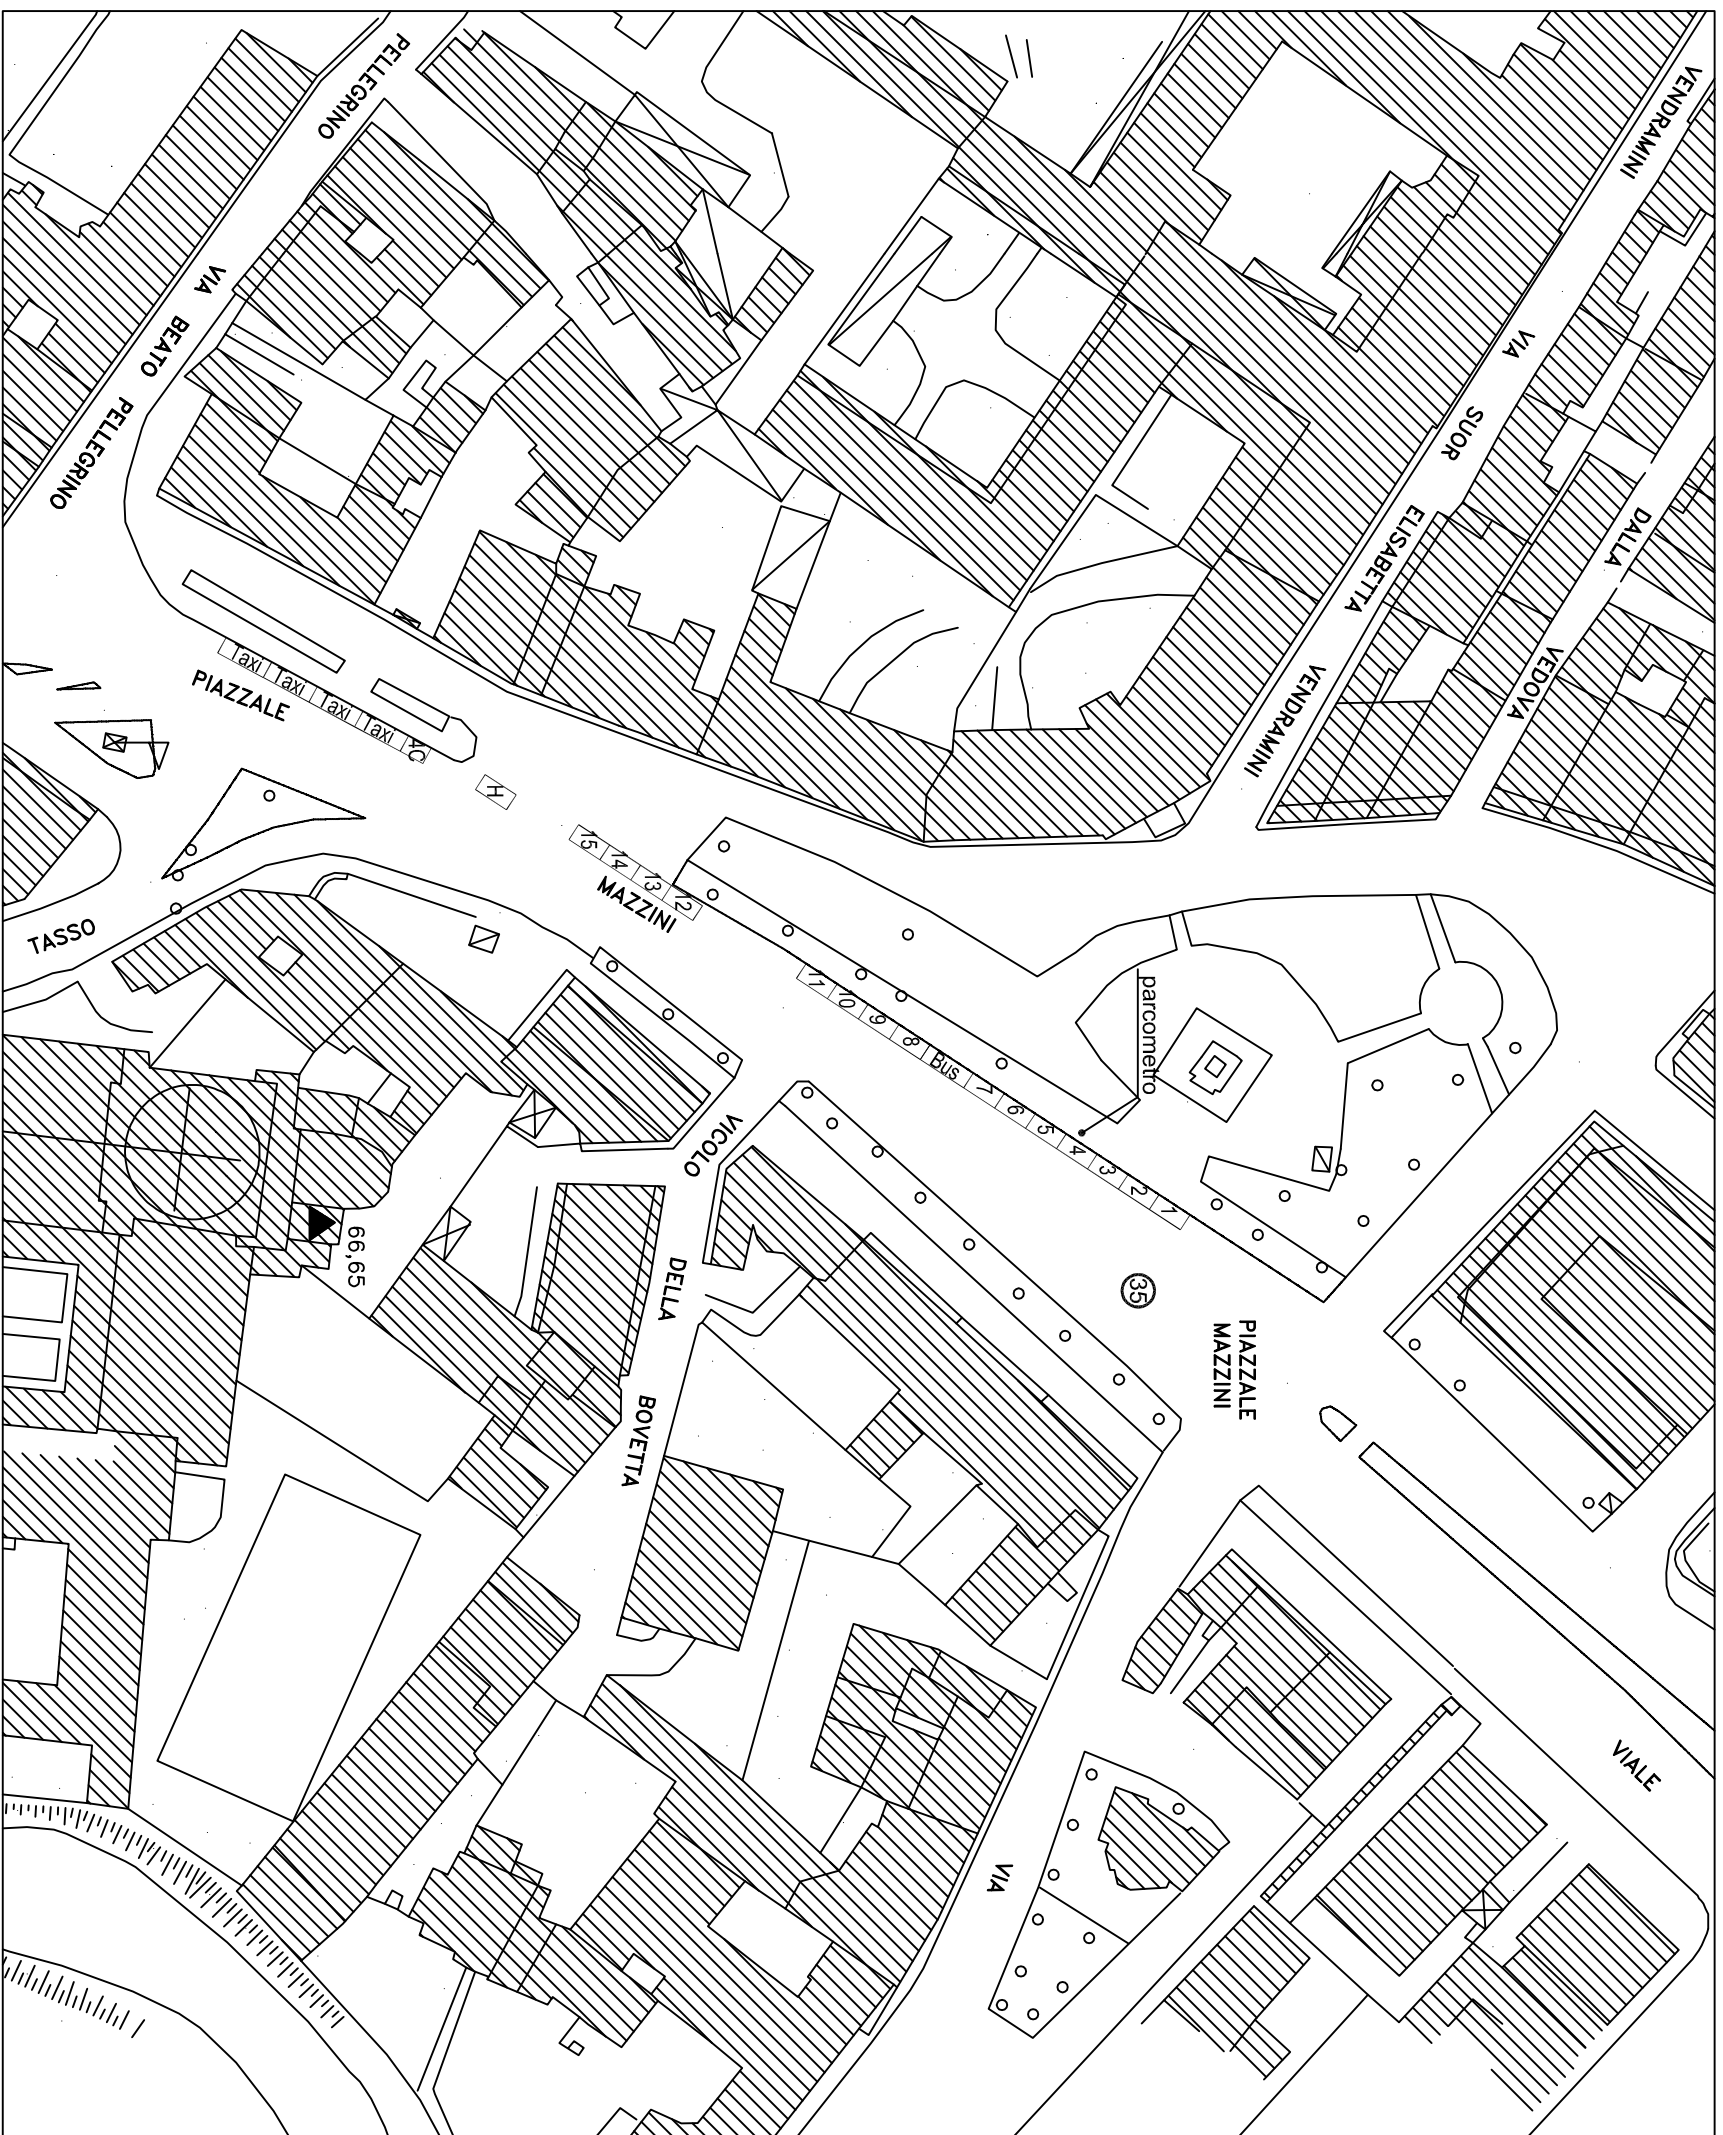 PELLEGRINO
VIA
BEATO
PELLEGRINO
VENDRAMINI
VIA
SUOR
ELISABETTA
VENDRAMINI
DALLA
VEDOVA
Taxi
Taxi
Taxi
Taxi
PIAZZALE
H
15
14
13
12
MAZZINI
TASSO
11
10
9
8
Bus
7
6
5
4
3
2
1
parcometro
VICOLO
DELLA
BOVETTA
66,65
35
PIAZZALE
MAZZINI
VIALE
VIA